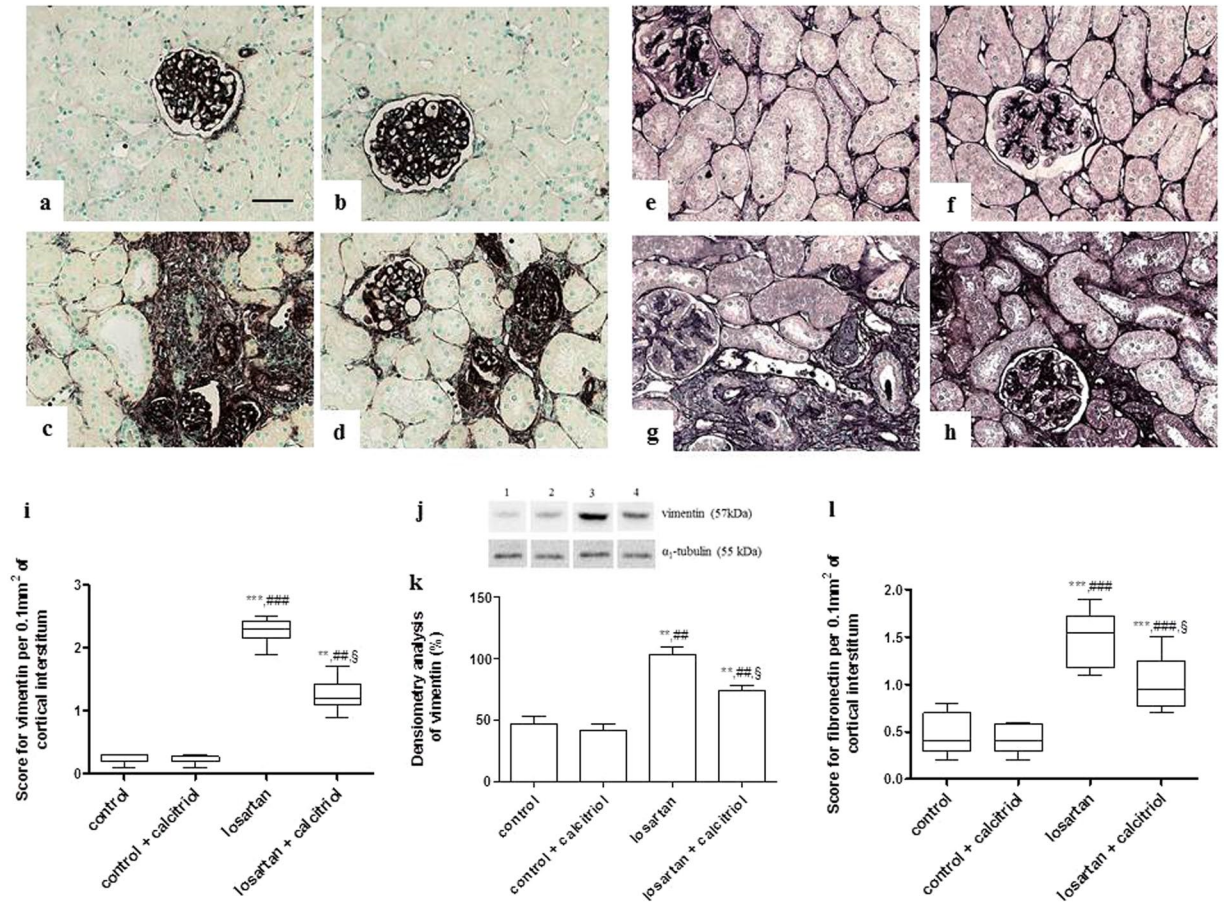 a
b
e
f
c
d
g
h
i
Score for vimentin per 0.1mm² of
cortical interstitum
3
2
1
0
***,###
**,##,§
control
control + calcitriol
losartan
losartan + calcitriol
j
1 2 3 4
vimentin (57kDa)
α₁-tubulin (55 kDa)
k
Densiometry analysis
of vimentin (%)
150
100
50
0
**,##
**,##,§
control
control + calcitriol
losartan
losartan + calcitriol
l
Score for fibronectin per 0.1mm² of
cortical interstitum
2.0
1.5
1.0
0.5
0.0
***,###
***,###,§
control
control + calcitriol
losartan
losartan + calcitriol